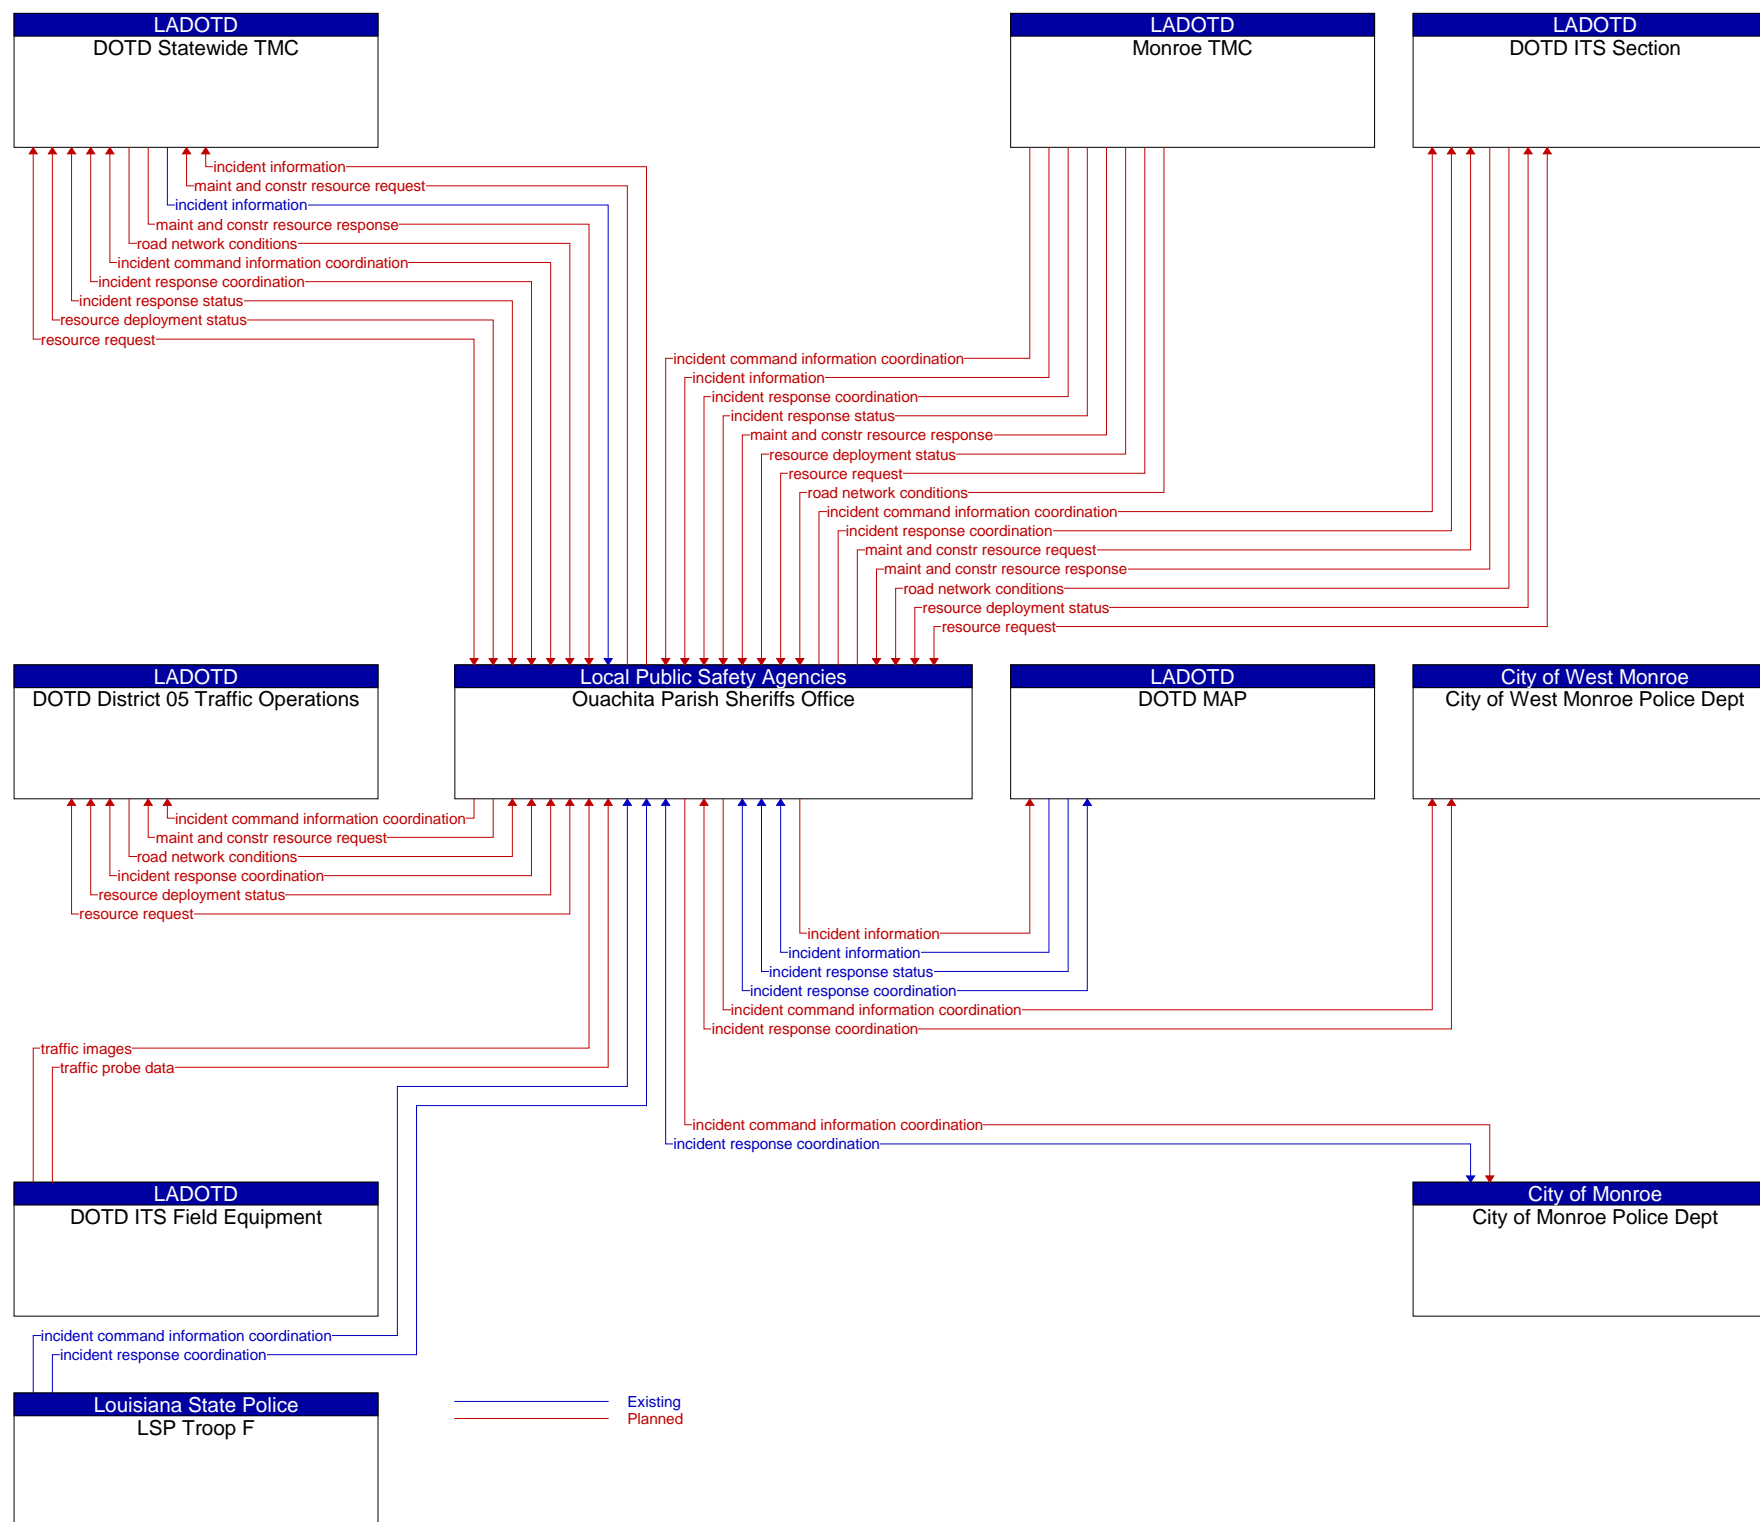 LADOTD
DOTD Statewide TMC
LADOTD
Monroe TMC
LADOTD
DOTD ITS Section
incident information
maint and constr resource request
incident information
maint and constr resource response
road network conditions
incident command information coordination
incident response coordination
incident response status
resource deployment status
resource request
incident command information coordination
incident information
incident response coordination
incident response status
maint and constr resource response
resource deployment status
resource request
road network conditions
incident command information coordination
incident response coordination
maint and constr resource request
maint and constr resource response
road network conditions
resource deployment status
resource request
LADOTD
DOTD District 05 Traffic Operations
Local Public Safety Agencies
Ouachita Parish Sheriffs Office
LADOTD
DOTD MAP
City of West Monroe
City of West Monroe Police Dept
incident command information coordination
maint and constr resource request
road network conditions
incident response coordination
resource deployment status
resource request
incident information
incident information
incident response status
incident response coordination
incident command information coordination
incident response coordination
traffic images
traffic probe data
incident command information coordination
incident response coordination
LADOTD
DOTD ITS Field Equipment
City of Monroe
City of Monroe Police Dept
incident command information coordination
incident response coordination
Louisiana State Police
LSP Troop F
Existing
Planned